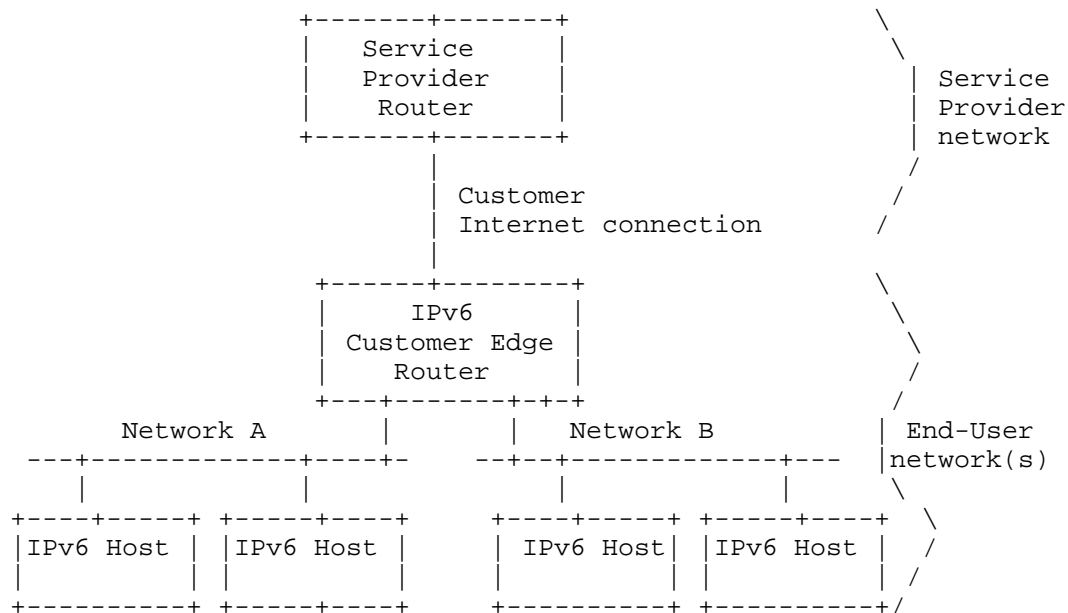 Service
Provider
Router
Service
Provider
network
Customer
Internet connection
IPv6
Customer Edge
Router
Network A
Network B
End-User
network(s)
IPv6 Host
IPv6 Host
IPv6 Host
IPv6 Host